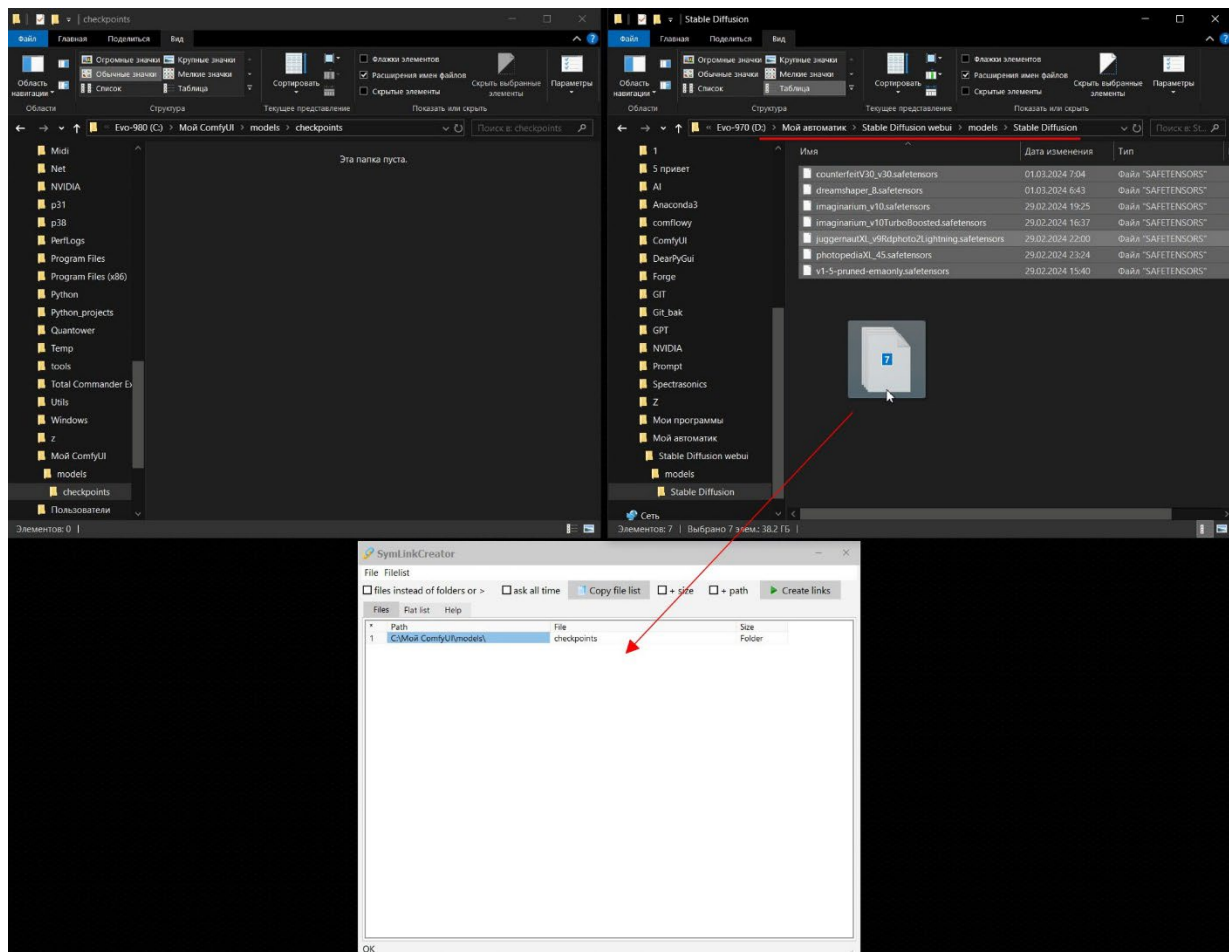 checkpoints
Файл Главная Поделиться Вид
Область навигации
Огромные значки Крупные значки
Обычные значки Мелкие значки
Список Таблица
Сортировать
Флажки элементов
Расширения имен файлов
Скрытые элементы
Скрыть выбранные элементы
Параметры
Области Структура Текущее представление Показать или скрыть
Evo-980 (C:) > Мой ComfyUI > models > checkpoints
Поиск в: checkpoints
Midi
Net
NVIDIA
p31
p38
PerfLogs
Program Files
Program Files (x86)
Python
Python_projects
Quantower
Temp
tools
Total Commander Ex
Utils
Windows
z
Мой ComfyUI
models
checkpoints
Пользователи
Эта папка пуста.
Элементов: 0
Stable Diffusion
Файл Главная Поделиться Вид
Область навигации
Огромные значки Крупные значки
Обычные значки Мелкие значки
Список Таблица
Сортировать
Флажки элементов
Расширения имен файлов
Скрытые элементы
Скрыть выбранные элементы
Параметры
Области Структура Текущее представление Показать или скрыть
« Evo-970 (D:) > Мой автоматик > Stable Diffusion webui > models > Stable Diffusion
Поиск в: St...
1
5 привет
AI
Anaconda3
comflowy
ComfyUI
DearPyGui
Forge
GIT
Git_bak
GPT
NVIDIA
Prompt
Spectrasonics
Z
Мои программы
Мой автоматик
Stable Diffusion webui
models
Stable Diffusion
Сеть
Имя Дата изменения Тип
counterfeitV30_v30.safetensors 01.03.2024 7:04 Файл "SAFETENSORS"
dreamshaper_8.safetensors 01.03.2024 6:43 Файл "SAFETENSORS"
imaginarium_v10.safetensors 29.02.2024 19:25 Файл "SAFETENSORS"
imaginarium_v10TurboBoosted.safetensors 29.02.2024 16:37 Файл "SAFETENSORS"
juggernautXL_v9Rdphoto2Lightning.safetensors 29.02.2024 22:00 Файл "SAFETENSORS"
photopediaXL_45.safetensors 29.02.2024 23:24 Файл "SAFETENSORS"
v1-5-pruned-emaonly.safetensors 29.02.2024 15:40 Файл "SAFETENSORS"
7
Элементов: 7 | Выбрано 7 элем.: 38.2 ГБ
SymLinkCreator
File Filelist
files instead of folders or > ask all time Copy file list + size + path Create links
Files Flat list Help
* Path File Size
1 C:\Мой ComfyUI\models\ checkpoints Folder
OK